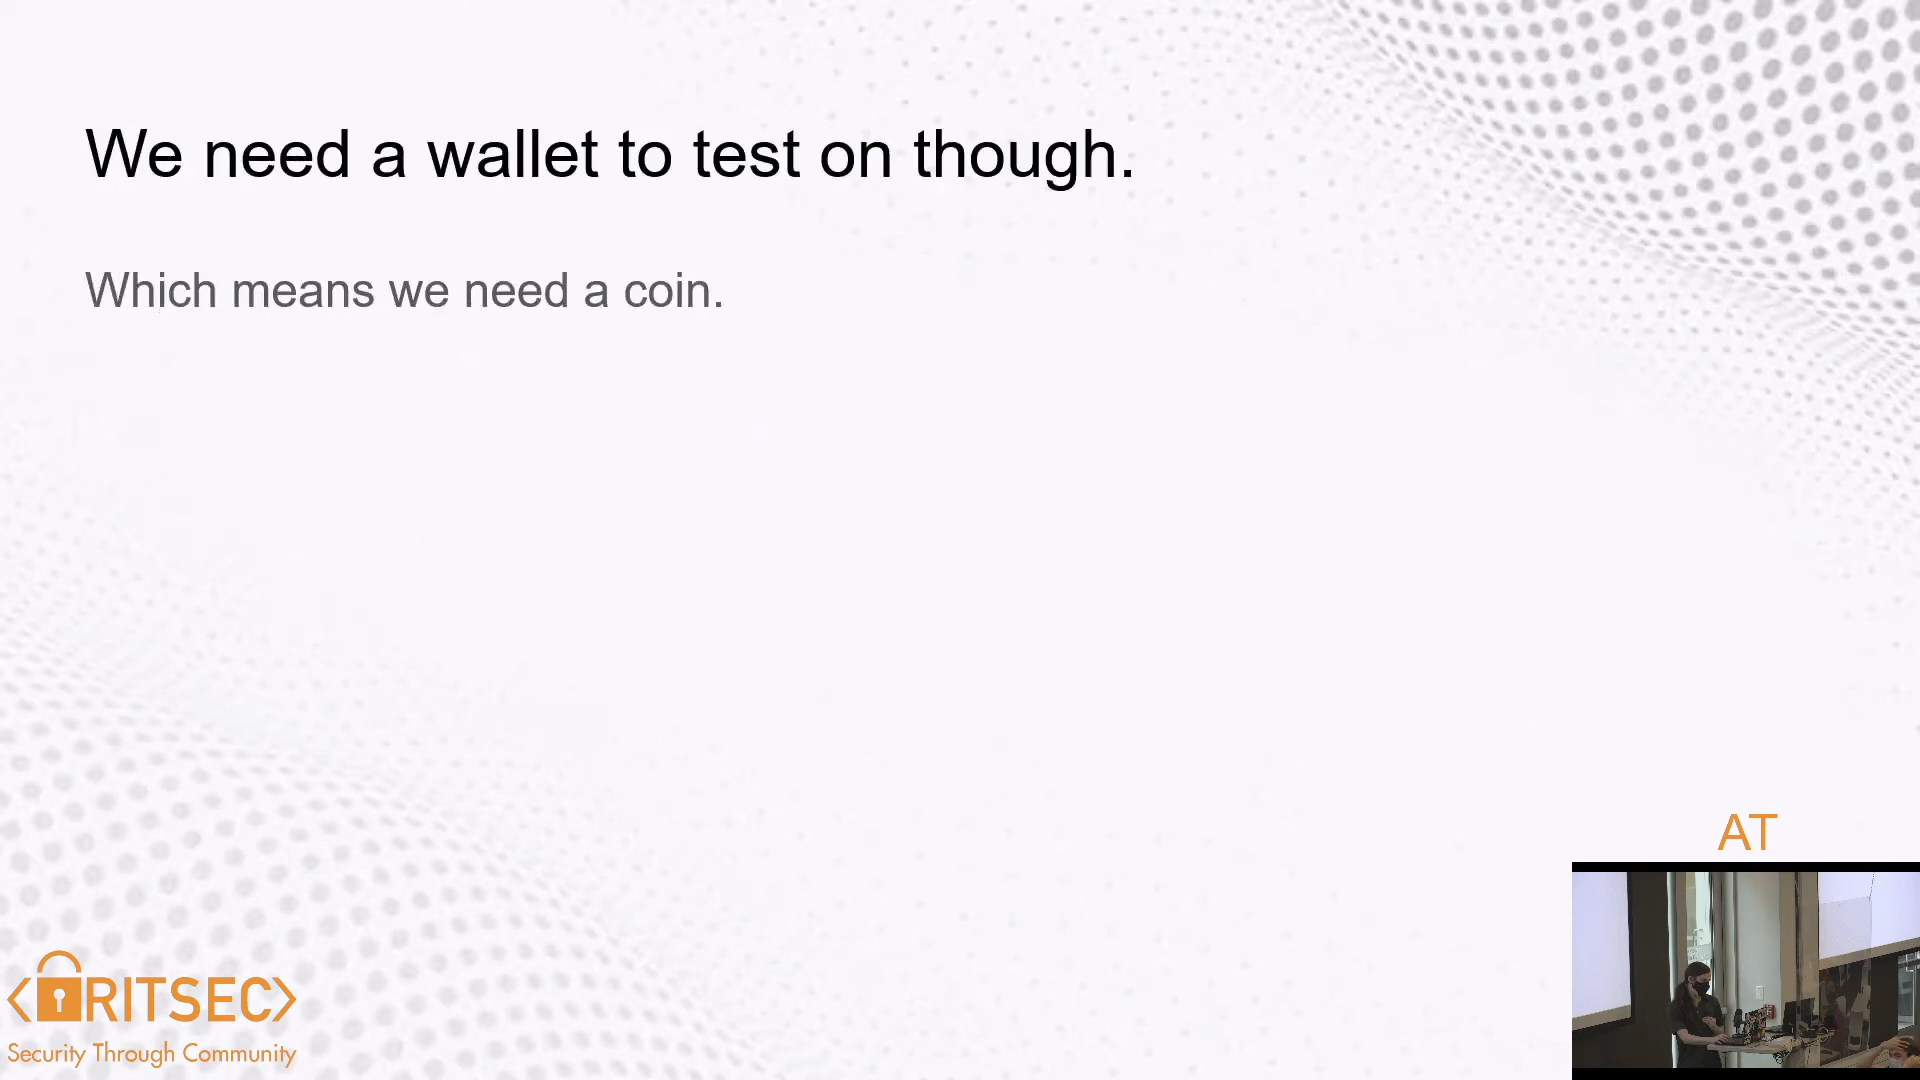 We need a wallet to test on though.
Which means we need a coin.
AT
RITSEC
Security Through Community